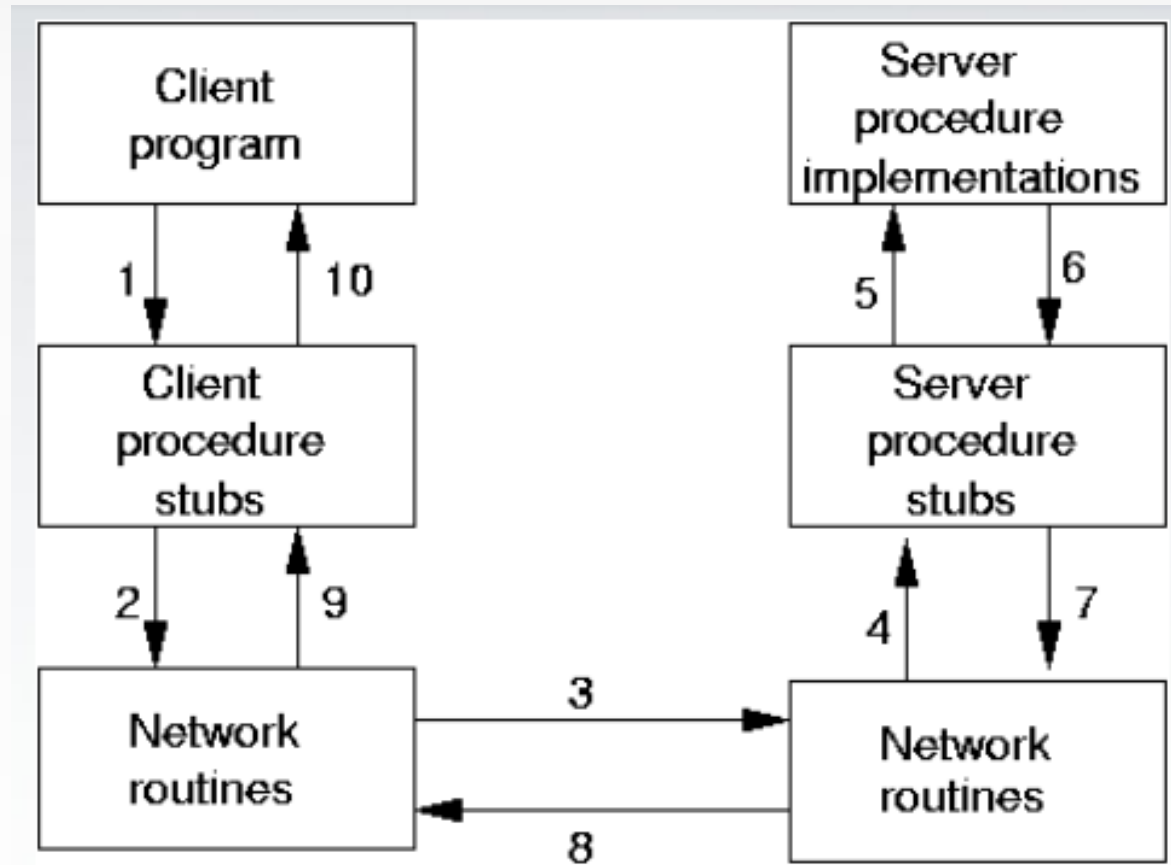 Client
program
Server
procedure
implementations
1
10
5
6
Client
procedure
stubs
Server
procedure
stubs
2
9
4
7
Network
routines
3
8
Network
routines